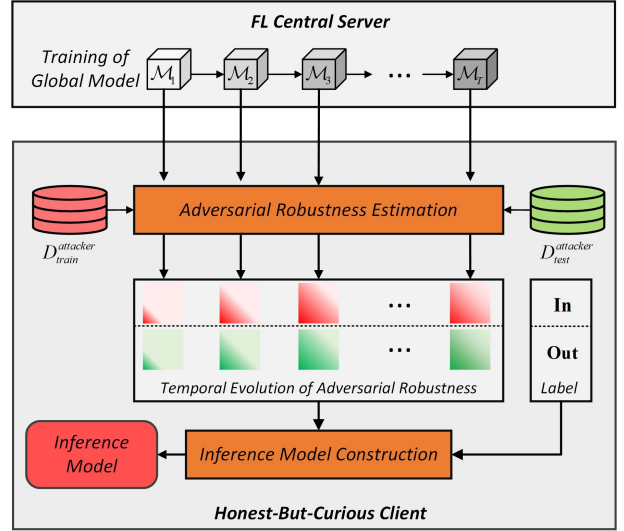 FL Central Server
Training of
Global Model
M1
M2
M3
...
MT
Adversarial Robustness Estimation
D attacker train
D attacker test
...
...
In
Out
Temporal Evolution of Adversarial Robustness
Label
Inference
Model
Inference Model Construction
Honest-But-Curious Client